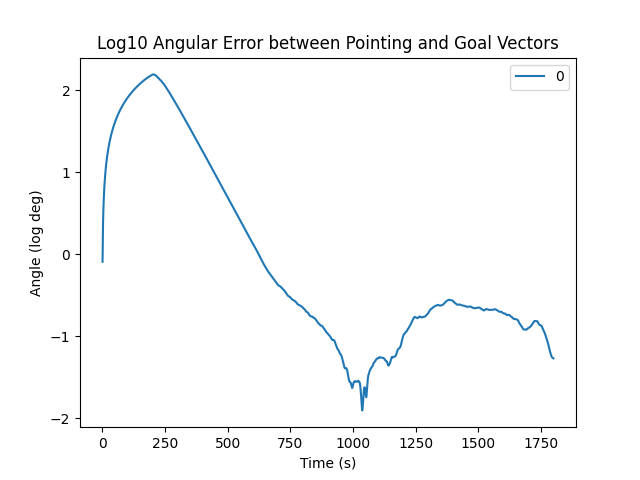 Log10 Angular Error between Pointing and Goal Vectors
0
2
1
0
−1
−2
Angle (log deg)
0 250 500 750 1000 1250 1500 1750
Time (s)